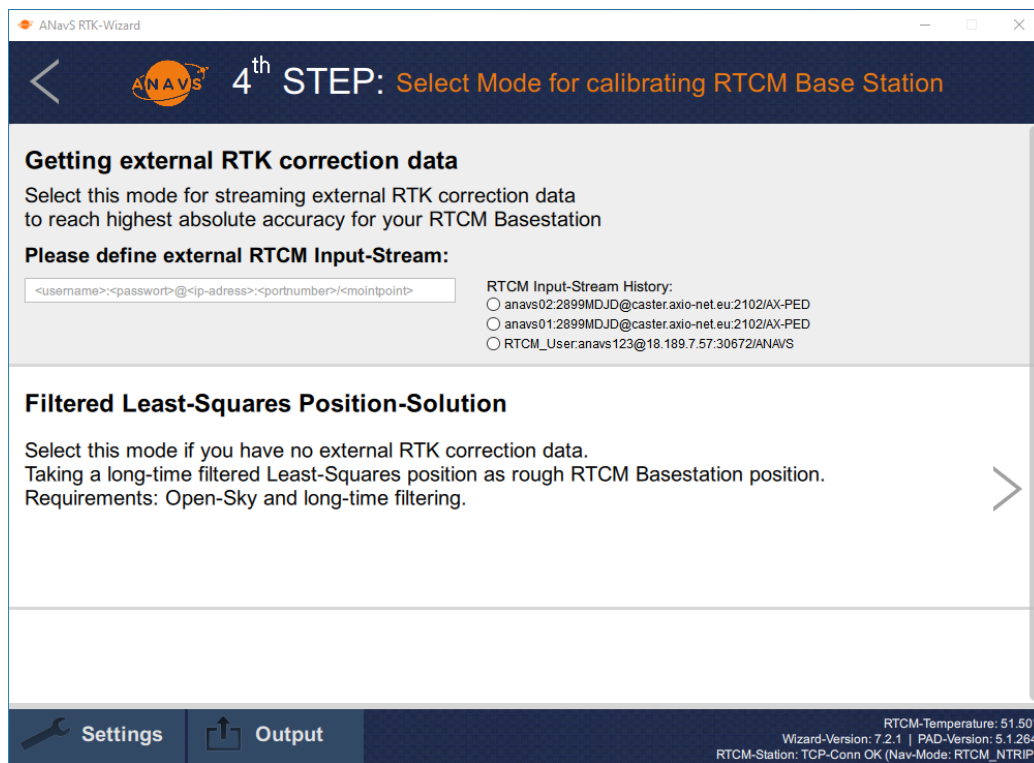 ANavS RTK-Wizard
ANAVS
4th STEP: Select Mode for calibrating RTCM Base Station
Getting external RTK correction data
Select this mode for streaming external RTK correction data
to reach highest absolute accuracy for your RTCM Basestation
Please define external RTCM Input-Stream:
<username>:<passwort>@<ip-adress>:<portnumber>/<mointpoint>
RTCM Input-Stream History:
anavs02:2899MDJD@caster.axio-net.eu:2102/AX-PED
anavs01:2899MDJD@caster.axio-net.eu:2102/AX-PED
RTCM_User:anavs123@18.189.7.57:30672/ANAVS
Filtered Least-Squares Position-Solution
Select this mode if you have no external RTK correction data.
Taking a long-time filtered Least-Squares position as rough RTCM Basestation position.
Requirements: Open-Sky and long-time filtering.
Settings
Output
RTCM-Temperature: 51.50
Wizard-Version: 7.2.1 | PAD-Version: 5.1.264
RTCM-Station: TCP-Conn OK (Nav-Mode: RTCM_NTRIP